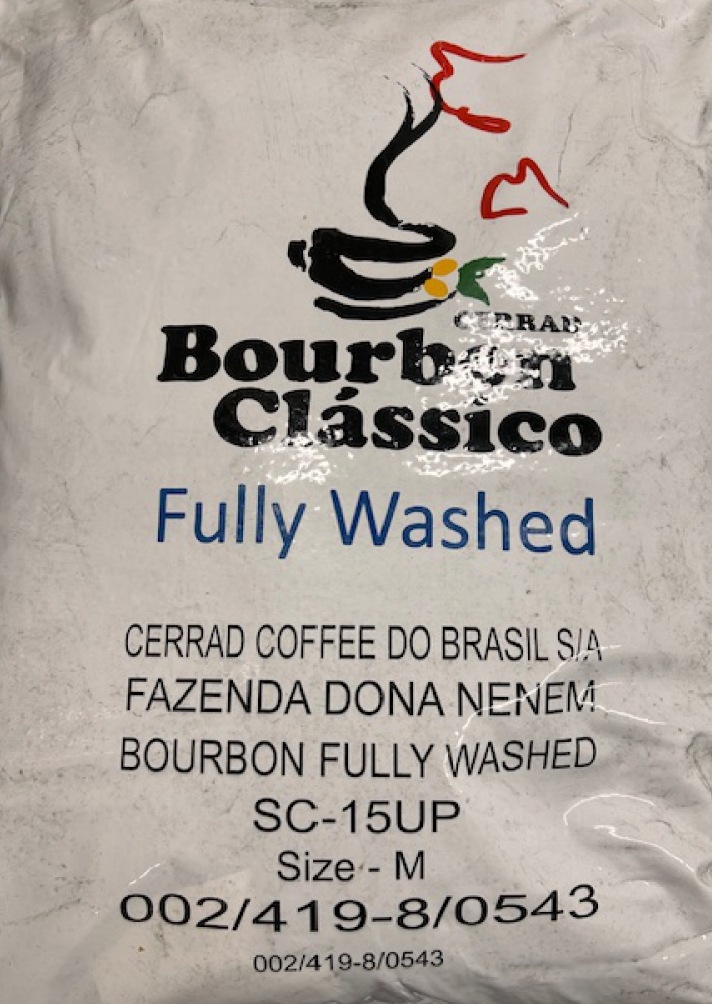 CERRAD
Bourbon
Clássico
Fully Washed
CERRAD COFFEE DO BRASIL S/A
FAZENDA DONA NENEM
BOURBON FULLY WASHED
SC-15UP
Size - M
002/419-8/0543
002/419-8/0543